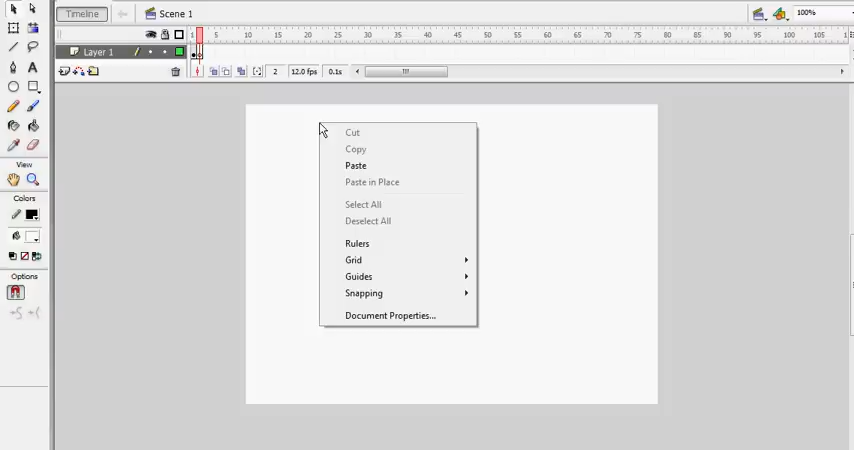 Timeline
Scene 1
100%
1 5 10 15 20 25 30 35 40 45 50 55 60 65 70 75 80 85 90 95 100 105
Layer 1
2 12.0 fps 0.1s
A
View
Colors
Options
Cut
Copy
Paste
Paste in Place
Select All
Deselect All
Rulers
Grid
Guides
Snapping
Document Properties...